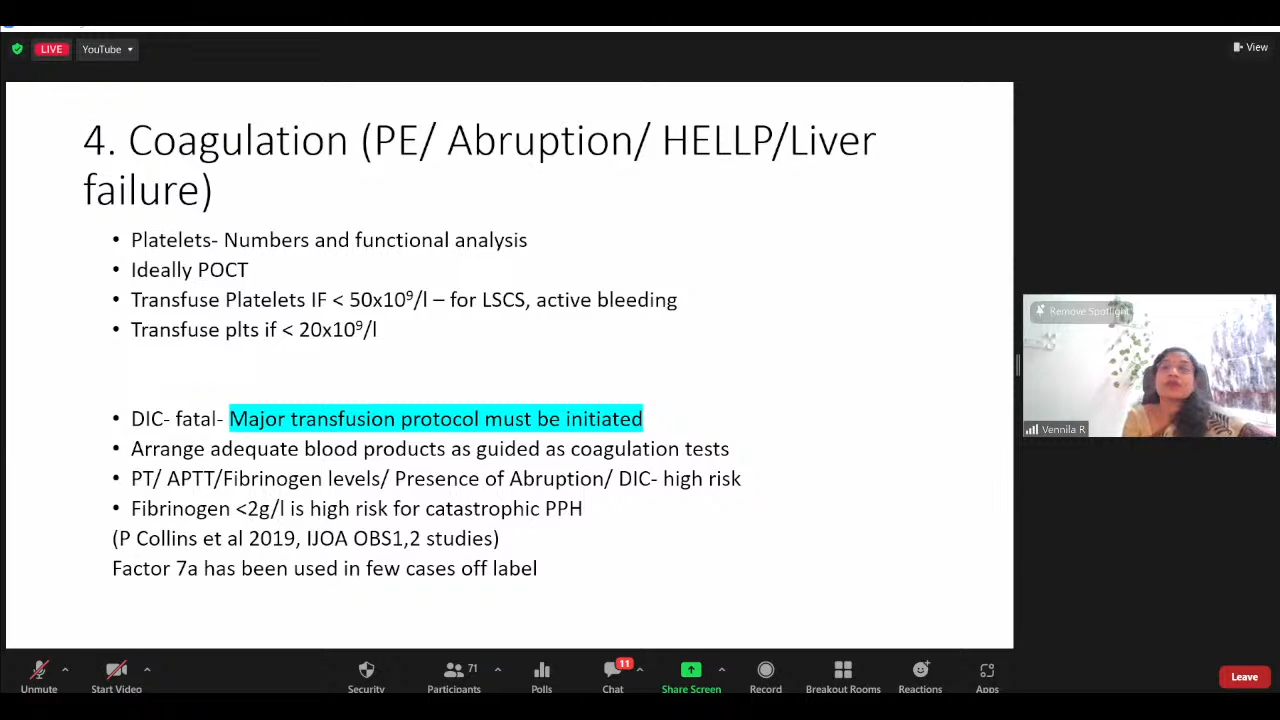 LIVE
YouTube
View
4. Coagulation (PE/ Abruption/ HELLP/Liver
failure)
• Platelets- Numbers and functional analysis
• Ideally POCT
• Transfuse Platelets IF < 50x10⁹/l – for LSCS, active bleeding
• Transfuse plts if < 20x10⁹/l
• DIC- fatal- Major transfusion protocol must be initiated
• Arrange adequate blood products as guided as coagulation tests
• PT/ APTT/Fibrinogen levels/ Presence of Abruption/ DIC- high risk
• Fibrinogen <2g/l is high risk for catastrophic PPH
(P Collins et al 2019, IJOA OBS1,2 studies)
Factor 7a has been used in few cases off label
Remove Spotlight
Vennila R
71
11
Unmute
Start Video
Security
Participants
Polls
Chat
Share Screen
Record
Breakout Rooms
Reactions
Apps
Leave